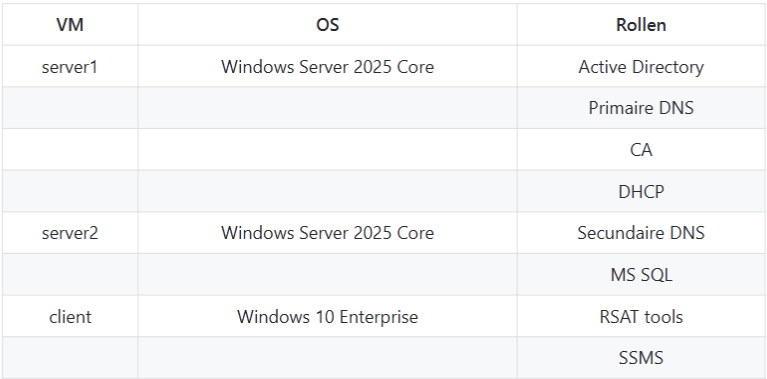 VM OS Rollen
server1 Windows Server 2025 Core Active Directory
Primaire DNS
CA
DHCP
server2 Windows Server 2025 Core Secundaire DNS
MS SQL
client Windows 10 Enterprise RSAT tools
SSMS